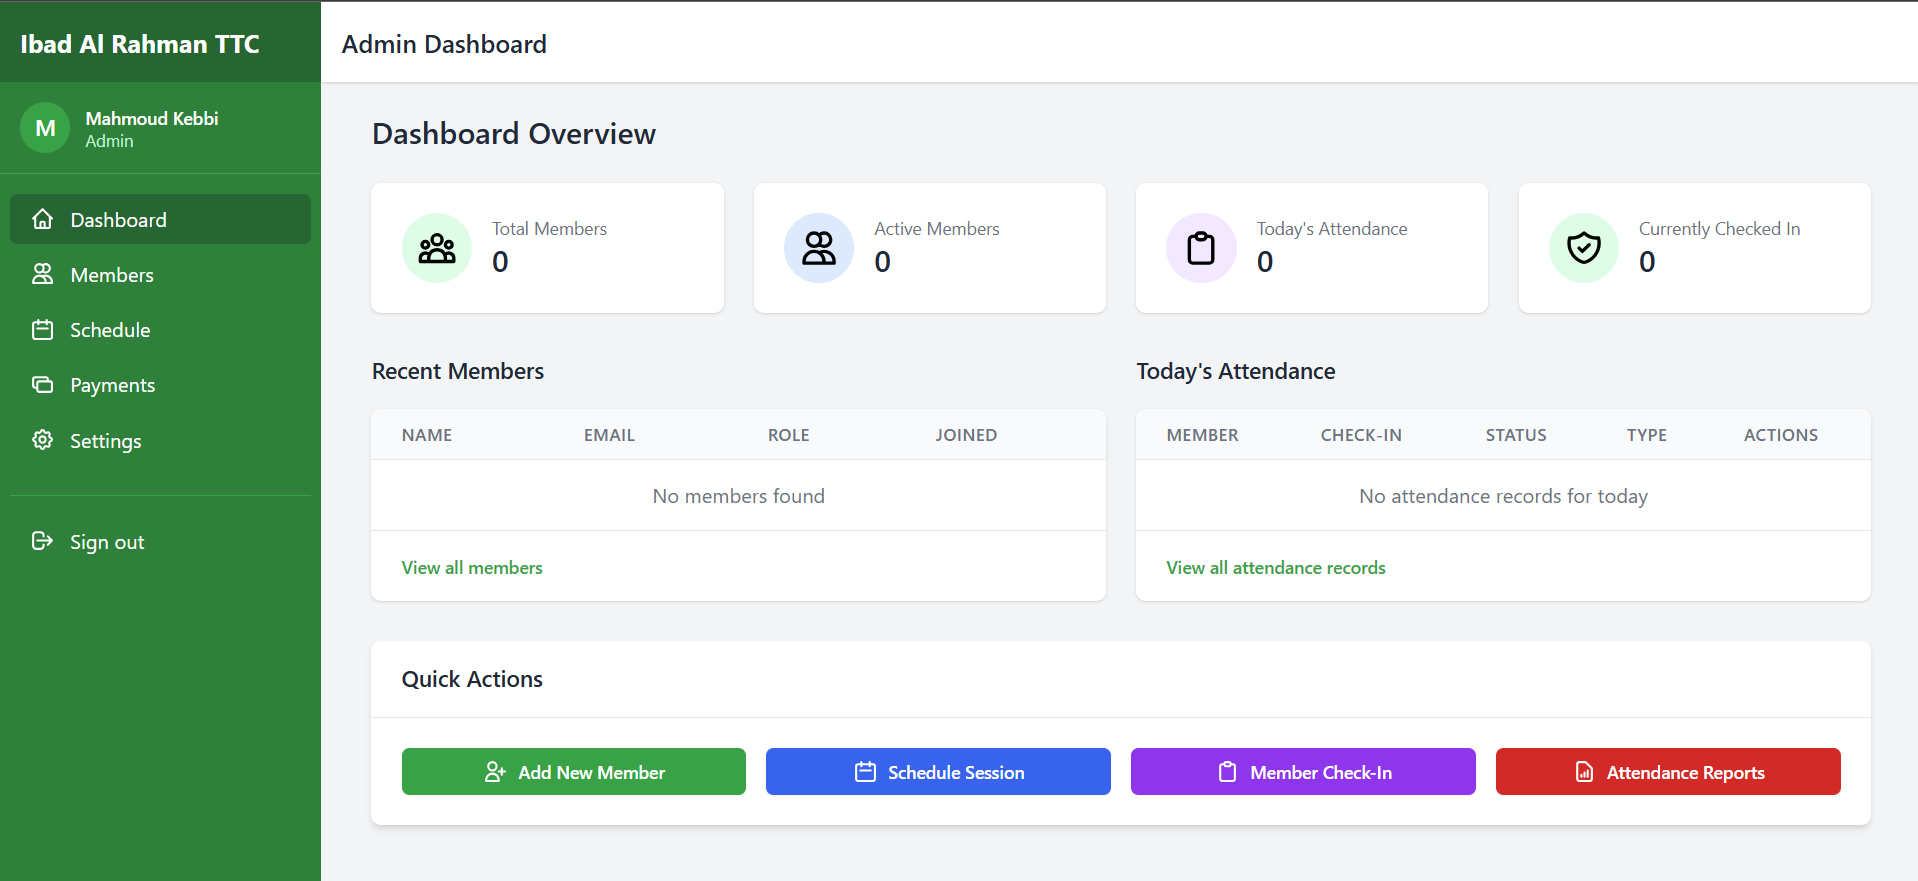 Ibad Al Rahman TTC
Admin Dashboard
M
Mahmoud Kebbi
Admin
Dashboard
Members
Schedule
Payments
Settings
Sign out
Dashboard Overview
Total Members
0
Active Members
0
Today's Attendance
0
Currently Checked In
0
Recent Members
NAME EMAIL ROLE JOINED
No members found
View all members
Today's Attendance
MEMBER CHECK-IN STATUS TYPE ACTIONS
No attendance records for today
View all attendance records
Quick Actions
Add New Member
Schedule Session
Member Check-In
Attendance Reports